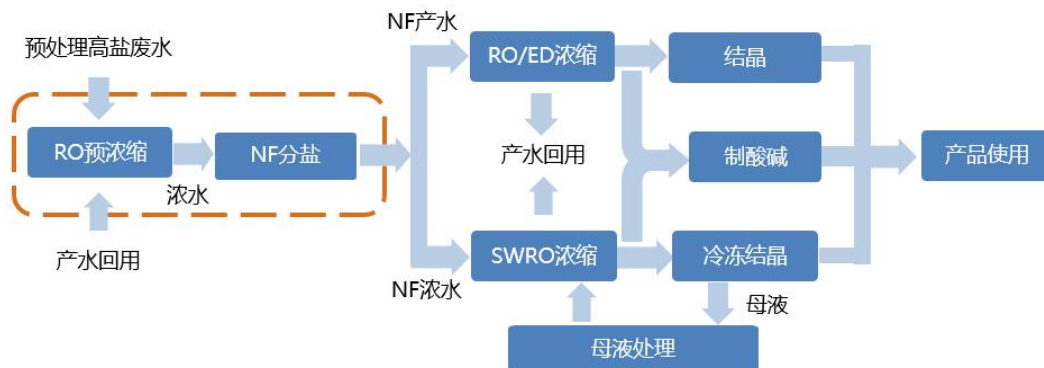 NF产水
预处理高盐废水
RO/ED浓缩
结晶
RO预浓缩
NF分盐
产水回用
制酸碱
产品使用
浓水
产水回用
SWRO浓缩
冷冻结晶
NF浓水
母液
母液处理